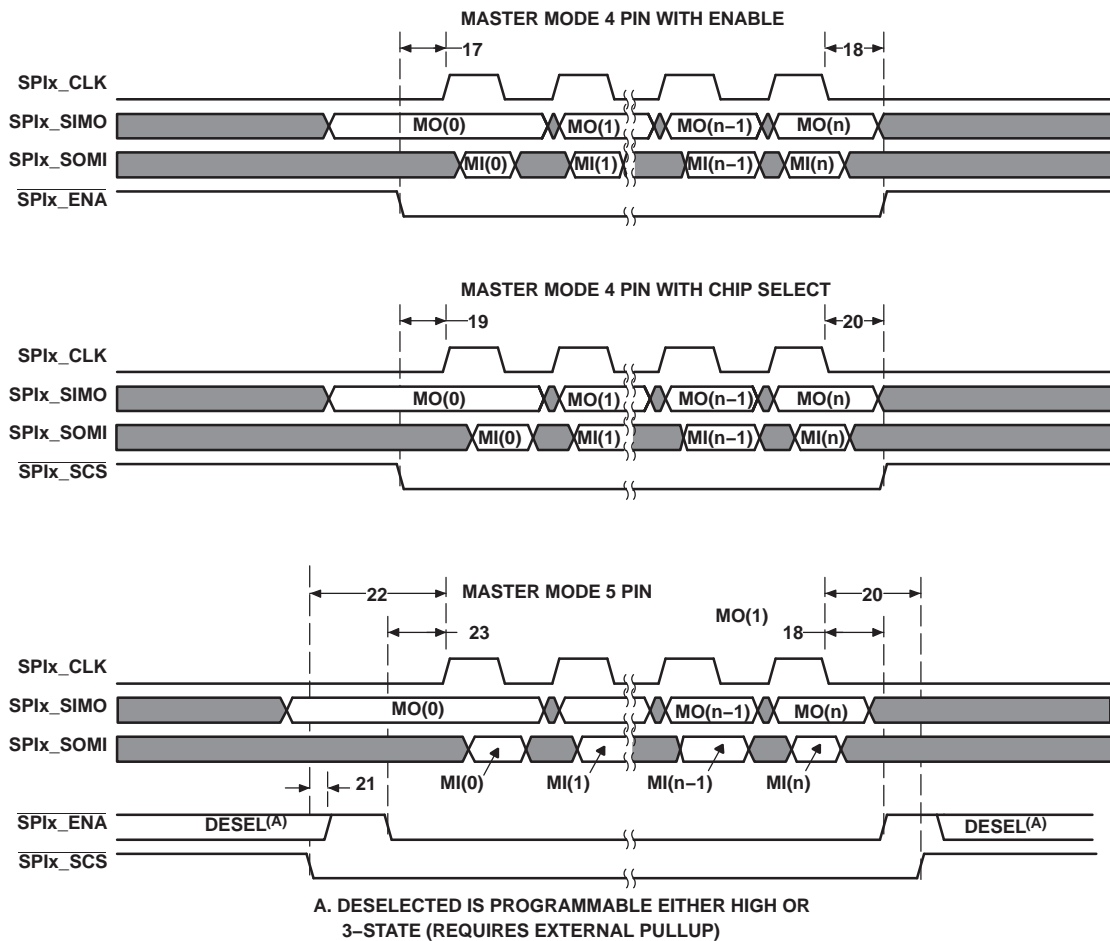 MASTER MODE 4 PIN WITH ENABLE
17
18
SPIx_CLK
SPIx_SIMO
MO(0)
MO(1)
MO(n−1)
MO(n)
SPIx_SOMI
MI(0)
MI(1)
MI(n−1)
MI(n)
SPIx_ENA
MASTER MODE 4 PIN WITH CHIP SELECT
19
20
SPIx_CLK
SPIx_SIMO
MO(0)
MO(1)
MO(n−1)
MO(n)
SPIx_SOMI
MI(0)
MI(1)
MI(n−1)
MI(n)
SPIx_SCS
MASTER MODE 5 PIN
22
20
MO(1)
23
18
SPIx_CLK
SPIx_SIMO
MO(0)
MO(n−1)
MO(n)
SPIx_SOMI
MI(0)
MI(1)
MI(n−1)
MI(n)
21
SPIx_ENA
DESEL(A)
DESEL(A)
SPIx_SCS
A. DESELECTED IS PROGRAMMABLE EITHER HIGH OR
3−STATE (REQUIRES EXTERNAL PULLUP)